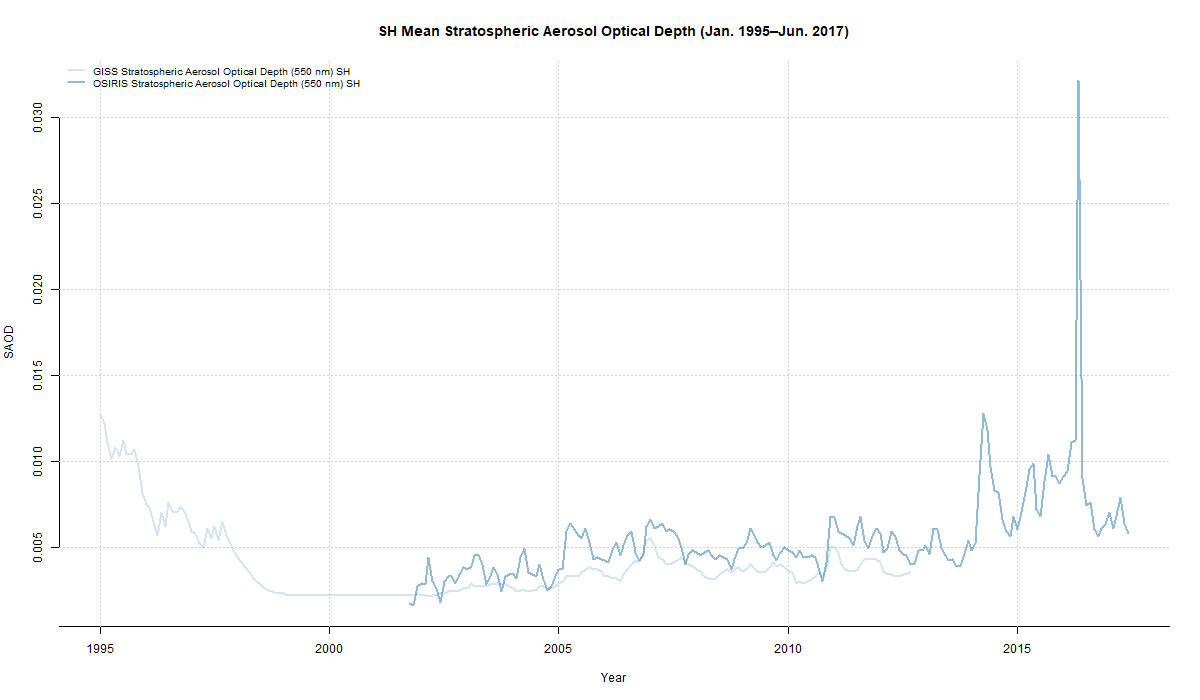 SH Mean Stratospheric Aerosol Optical Depth (Jan. 1995–Jun. 2017)
GISS Stratospheric Aerosol Optical Depth (550 nm) SH
OSIRIS Stratospheric Aerosol Optical Depth (550 nm) SH
0.030
0.025
0.020
0.015
0.010
0.005
SAOD
1995
2000
2005
2010
2015
Year